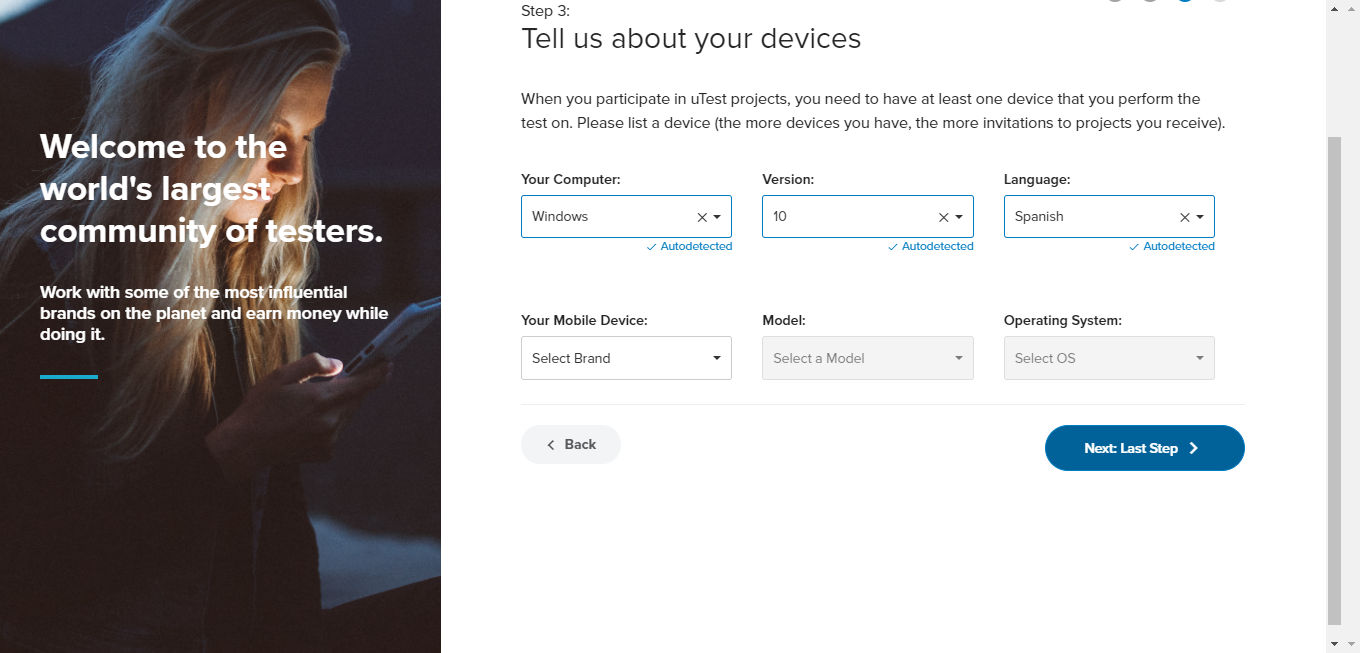 Welcome to the
world's largest
community of testers.
Work with some of the most influential
brands on the planet and earn money while
doing it.
Step 3:
Tell us about your devices
When you participate in uTest projects, you need to have at least one device that you perform the
test on. Please list a device (the more devices you have, the more invitations to projects you receive).
Your Computer: Version: Language:
Windows 10 Spanish
Autodetected Autodetected Autodetected
Your Mobile Device: Model: Operating System:
Select Brand Select a Model Select OS
Back Next: Last Step